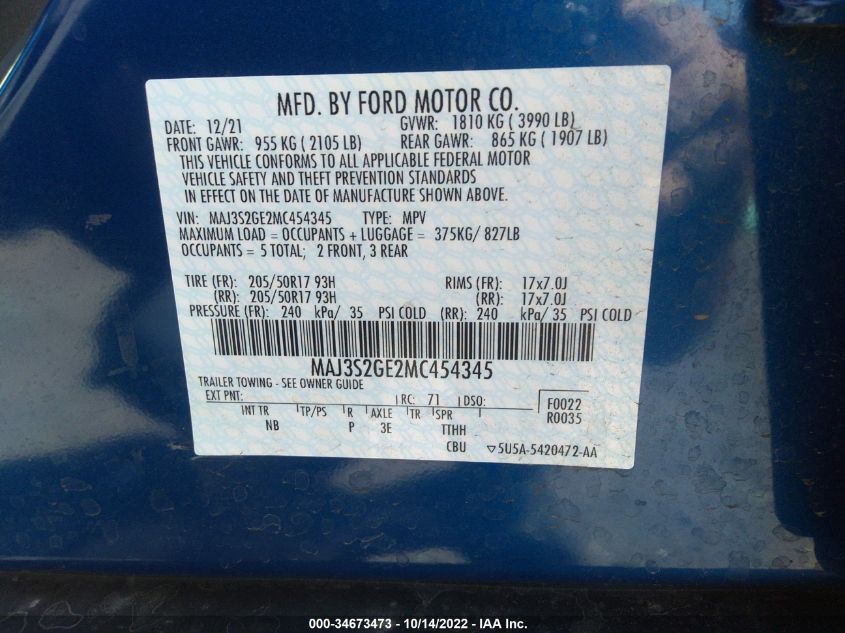 MFD. BY FORD MOTOR CO.
DATE: 12/21 GVWR: 1810 KG ( 3990 LB)
FRONT GAWR: 955 KG ( 2105 LB) REAR GAWR: 865 KG ( 1907 LB)
THIS VEHICLE CONFORMS TO ALL APPLICABLE FEDERAL MOTOR
VEHICLE SAFETY AND THEFT PREVENTION STANDARDS
IN EFFECT ON THE DATE OF MANUFACTURE SHOWN ABOVE.
VIN: MAJ3S2GE2MC454345 TYPE: MPV
MAXIMUM LOAD = OCCUPANTS + LUGGAGE = 375KG/ 827LB
OCCUPANTS = 5 TOTAL; 2 FRONT, 3 REAR
TIRE (FR): 205/50R17 93H RIMS (FR): 17x7.0J
(RR): 205/50R17 93H (RR): 17x7.0J
PRESSURE (FR): 240 kPa/ 35 PSI COLD (RR): 240 kPa/ 35 PSI COLD
MAJ3S2GE2MC454345
TRAILER TOWING - SEE OWNER GUIDE
EXT PNT: RC: 71 DSO: F0022
INT TR TP/PS R AXLE TR SPR R0035
NB P 3E TTHH
CBU ▽5U5A-5420472-AA
000-34673473 - 10/14/2022 - IAA Inc.